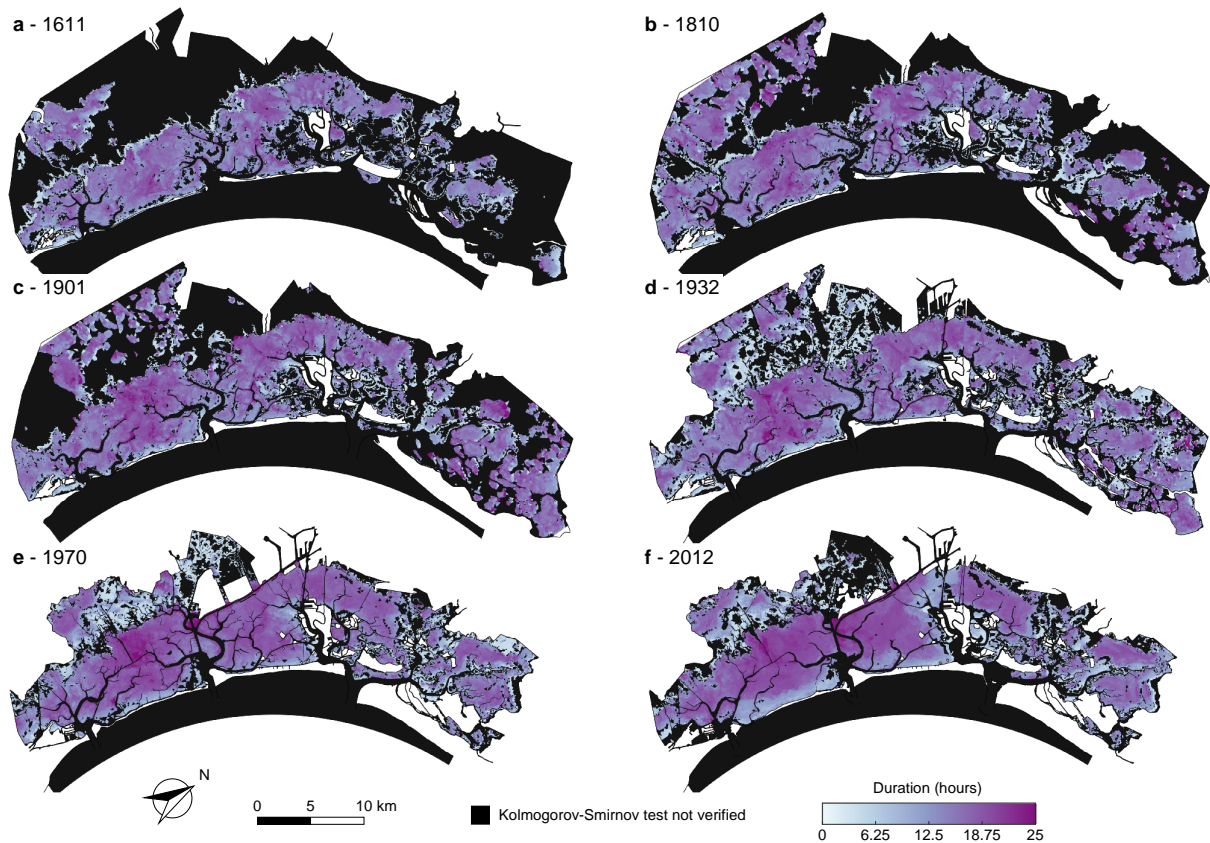 a - 1611
b - 1810
c - 1901
d - 1932
e - 1970
f - 2012
N
0 5 10 km
Kolmogorov-Smirnov test not verified
Duration (hours)
0 6.25 12.5 18.75 25